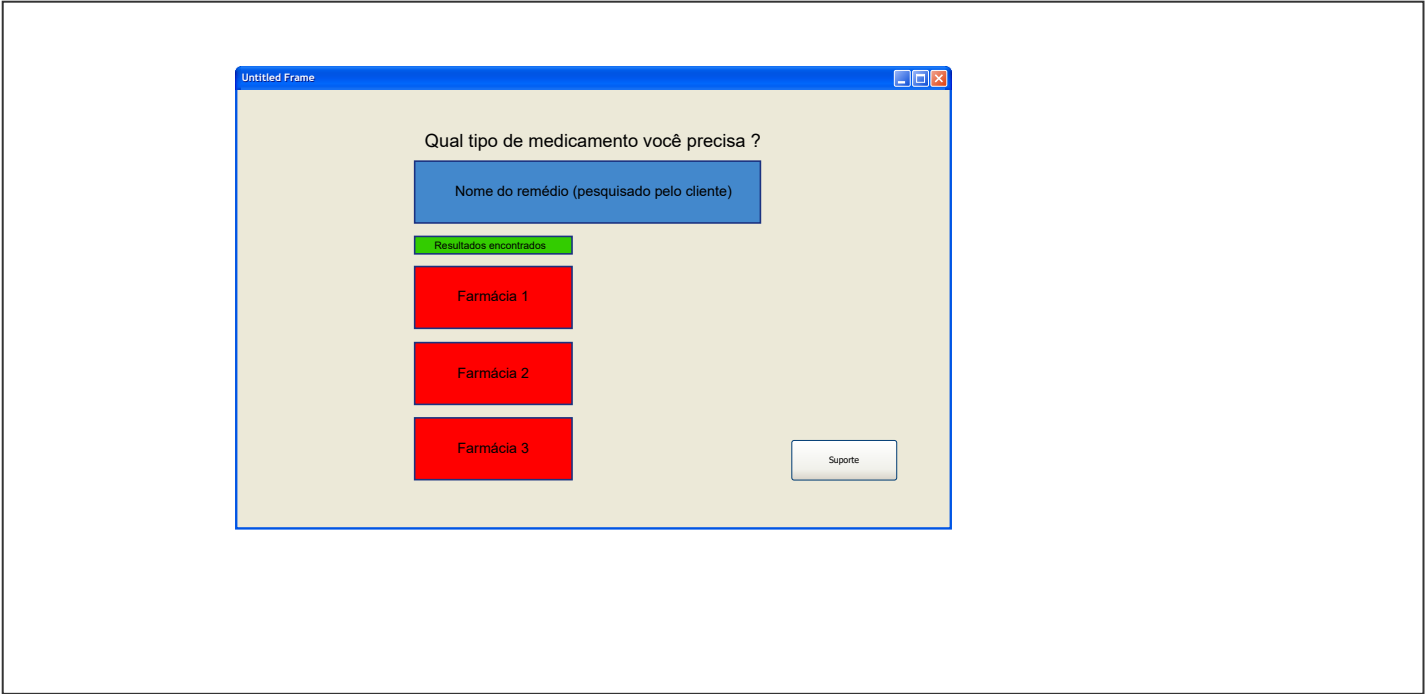 Untitled Frame
Qual tipo de medicamento você precisa ?
Nome do remédio (pesquisado pelo cliente)
Resultados encontrados
Farmácia 1
Farmácia 2
Farmácia 3
Suporte